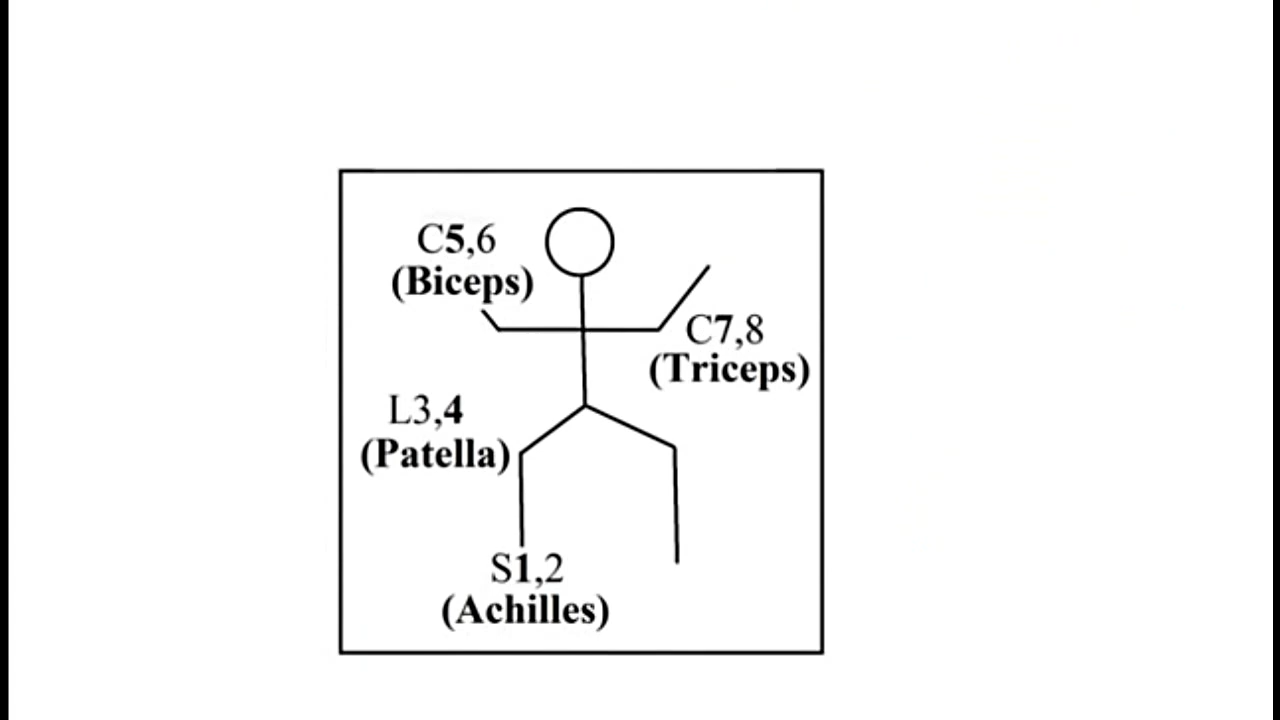 C5,6
(Biceps)
C7,8
(Triceps)
L3,4
(Patella)
S1,2
(Achilles)